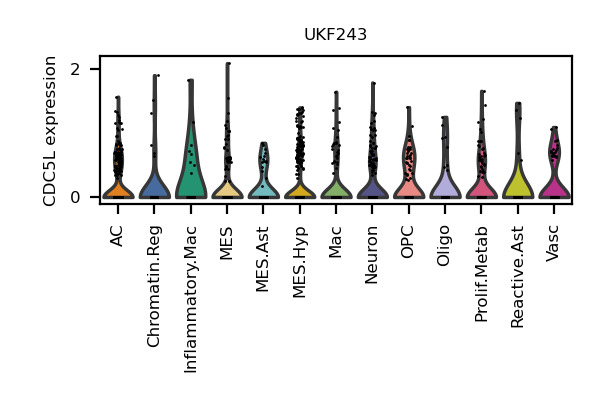 UKF243
CDC5L expression
2
0
AC
Chromatin.Reg
Inflammatory.Mac
MES
MES.Ast
MES.Hyp
Mac
Neuron
OPC
Oligo
Prolif.Metab
Reactive.Ast
Vasc